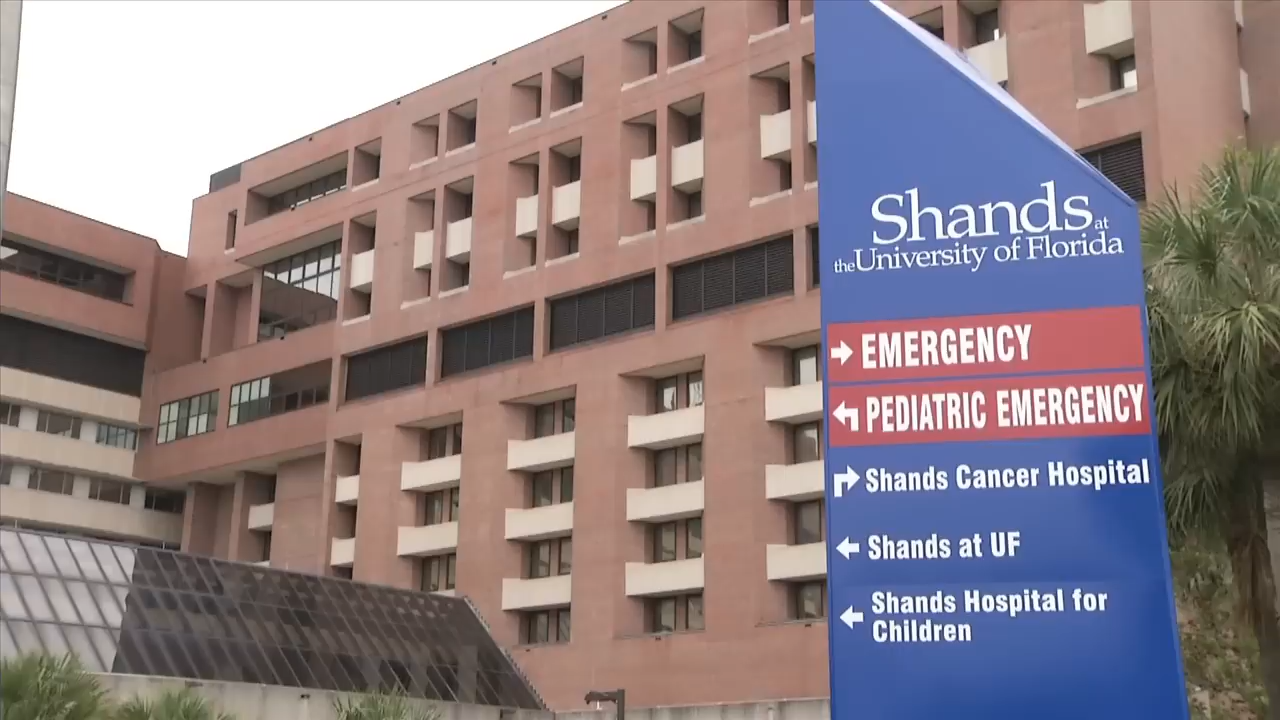 Shands at
the University of Florida
EMERGENCY
PEDIATRIC EMERGENCY
Shands Cancer Hospital
Shands at UF
Shands Hospital for
Children